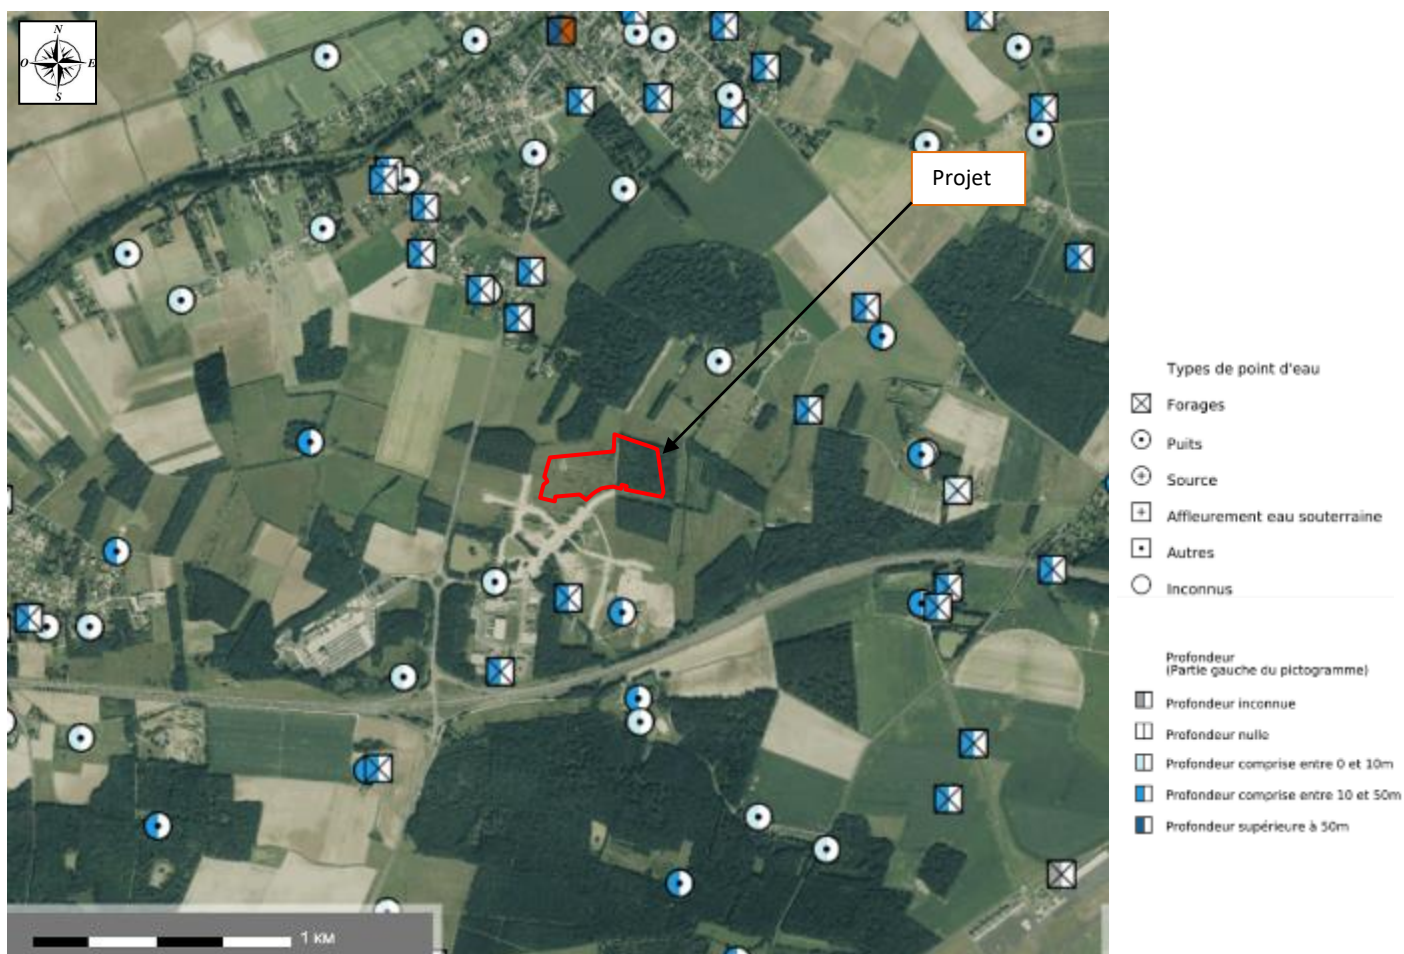 N
O
E
S
Projet
Types de point d'eau
Forages
Puits
Source
Affleurement eau souterraine
Autres
Inconnus
Profondeur
(Partie gauche du pictogramme)
Profondeur inconnue
Profondeur nulle
Profondeur comprise entre 0 et 10m
Profondeur comprise entre 10 et 50m
Profondeur supérieure à 50m
1 KM